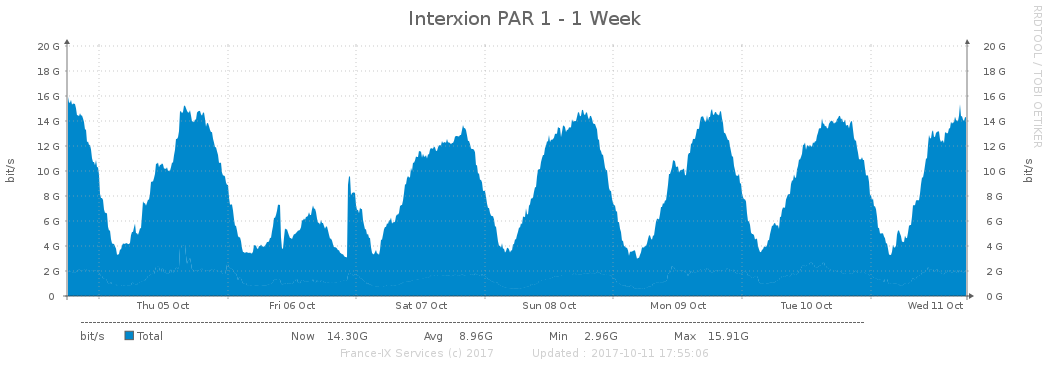 Interxion PAR 1 - 1 Week
RRDTOOL / TOBI OETIKER
20 G 20 G
18 G 18 G
16 G 16 G
14 G 14 G
12 G 12 G
10 G 10 G
8 G 8 G
6 G 6 G
4 G 4 G
2 G 2 G
0 0 G
bit/s
bit/s
Thu 05 Oct Fri 06 Oct Sat 07 Oct Sun 08 Oct Mon 09 Oct Tue 10 Oct Wed 11 Oct
bit/s Total Now 14.30G Avg 8.96G Min 2.96G Max 15.91G
France-IX Services (c) 2017 Updated : 2017-10-11 17:55:06